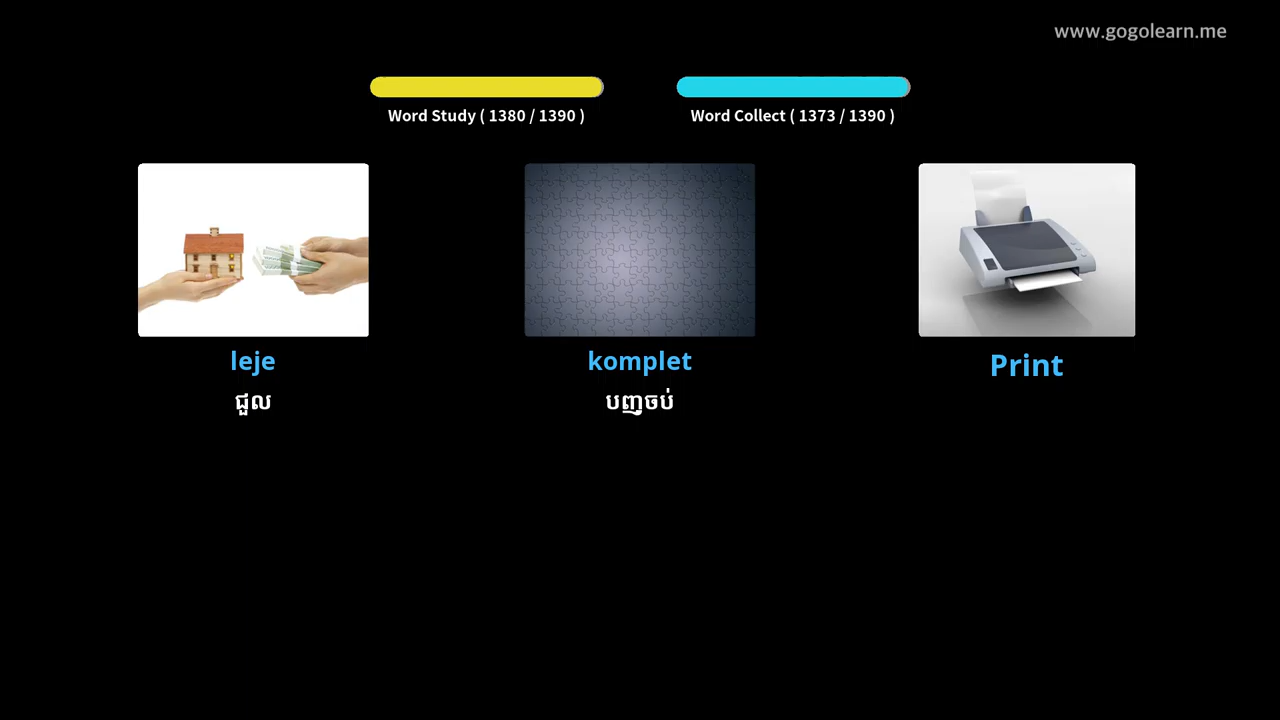 www.gogolearn.me
Word Study ( 1380 / 1390 )
Word Collect ( 1373 / 1390 )
leje
komplet
Print
ជួល
បញ្ចប់